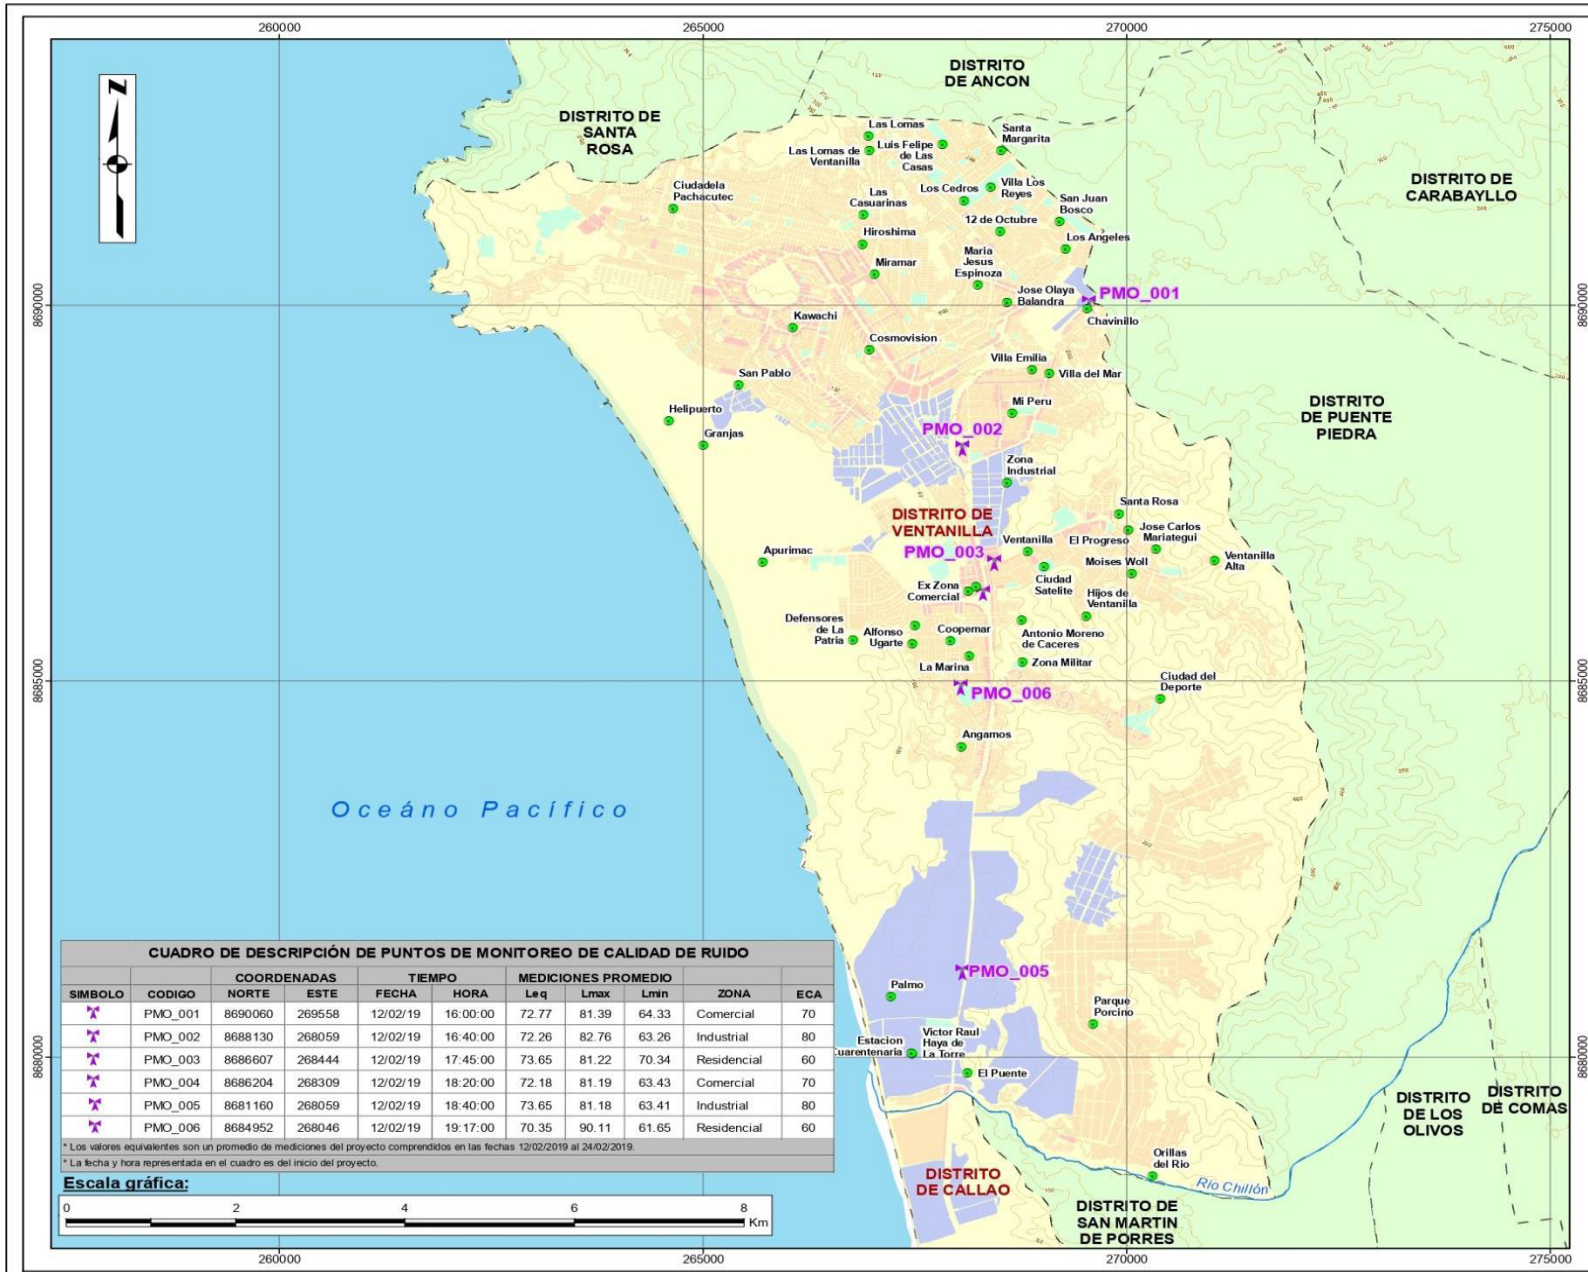 260000
265000
270000
275000
N
DISTRITO DE
SANTA
ROSA
DISTRITO
DE ANCON
DISTRITO DE
CARABAYLLO
Las Lomas
Las Lomas de
Ventanilla
Luis Felipe
de Las
Casas
Santa
Margarita
Ciudadela
Pachacutec
Las
Casuarinas
Los Cedros
Villa Los
Reyes
San Juan
Bosco
12 de Octubre
Los Angeles
Hiroshima
Miramar
Maria
Jesus
Espinoza
Jose Olaya
Balandra
PMO_001
Chavinillo
8690000
8690000
Kawachi
Cosmovision
Villa Emilia
Villa del Mar
San Pablo
Helipuerto
Granjas
Mi Peru
PMO_002
DISTRITO
DE PUENTE
PIEDRA
Zona
Industrial
DISTRITO DE
VENTANILLA
Santa Rosa
El Progreso
Jose Carlos
Mariategui
Ventanilla
PMO_003
Apurimac
Moises Woll
Ventanilla
Alta
Ex Zona
Comercial
Ciudad
Satelite
Hijos de
Ventanilla
Defensores
de La
Patria
Alfonso
Ugarte
Coopemar
Antonio Moreno
de Caceres
La Marina
Zona Militar
8685000
8685000
PMO_006
Ciudad del
Deporte
Angamos
Oceáno Pacífico
PMO_005
Palmo
Parque
Porcino
Estacion
Cuarentenaria
Victor Raul
Haya de
La Torre
El Puente
8680000
8680000
DISTRITO
DE LOS
OLIVOS
DISTRITO
DE COMAS
Orillas
del Rio
Rio Chillón
DISTRITO
DE CALLAO
DISTRITO DE
SAN MARTIN
DE PORRES
CUADRO DE DESCRIPCIÓN DE PUNTOS DE MONITOREO DE CALIDAD DE RUIDO
COORDENADAS TIEMPO MEDICIONES PROMEDIO
SIMBOLO CODIGO NORTE ESTE FECHA HORA Leq Lmax Lmin ZONA ECA
PMO_001 8690060 269558 12/02/19 16:00:00 72.77 81.39 64.33 Comercial 70
PMO_002 8688130 268059 12/02/19 16:40:00 72.26 82.76 63.26 Industrial 80
PMO_003 8686607 268444 12/02/19 17:45:00 73.65 81.22 70.34 Residencial 60
PMO_004 8686204 268309 12/02/19 18:20:00 72.18 81.19 63.43 Comercial 70
PMO_005 8681160 268059 12/02/19 18:40:00 73.65 81.18 63.41 Industrial 80
PMO_006 8684952 268046 12/02/19 19:17:00 70.35 90.11 61.65 Residencial 60
* Los valores equivalentes son un promedio de mediciones del proyecto comprendidos en las fechas 12/02/2019 al 24/02/2019.
* La fecha y hora representada en el cuadro es del inicio del proyecto.
Escala gráfica:
0 2 4 6 8
Km
260000
265000
270000
275000